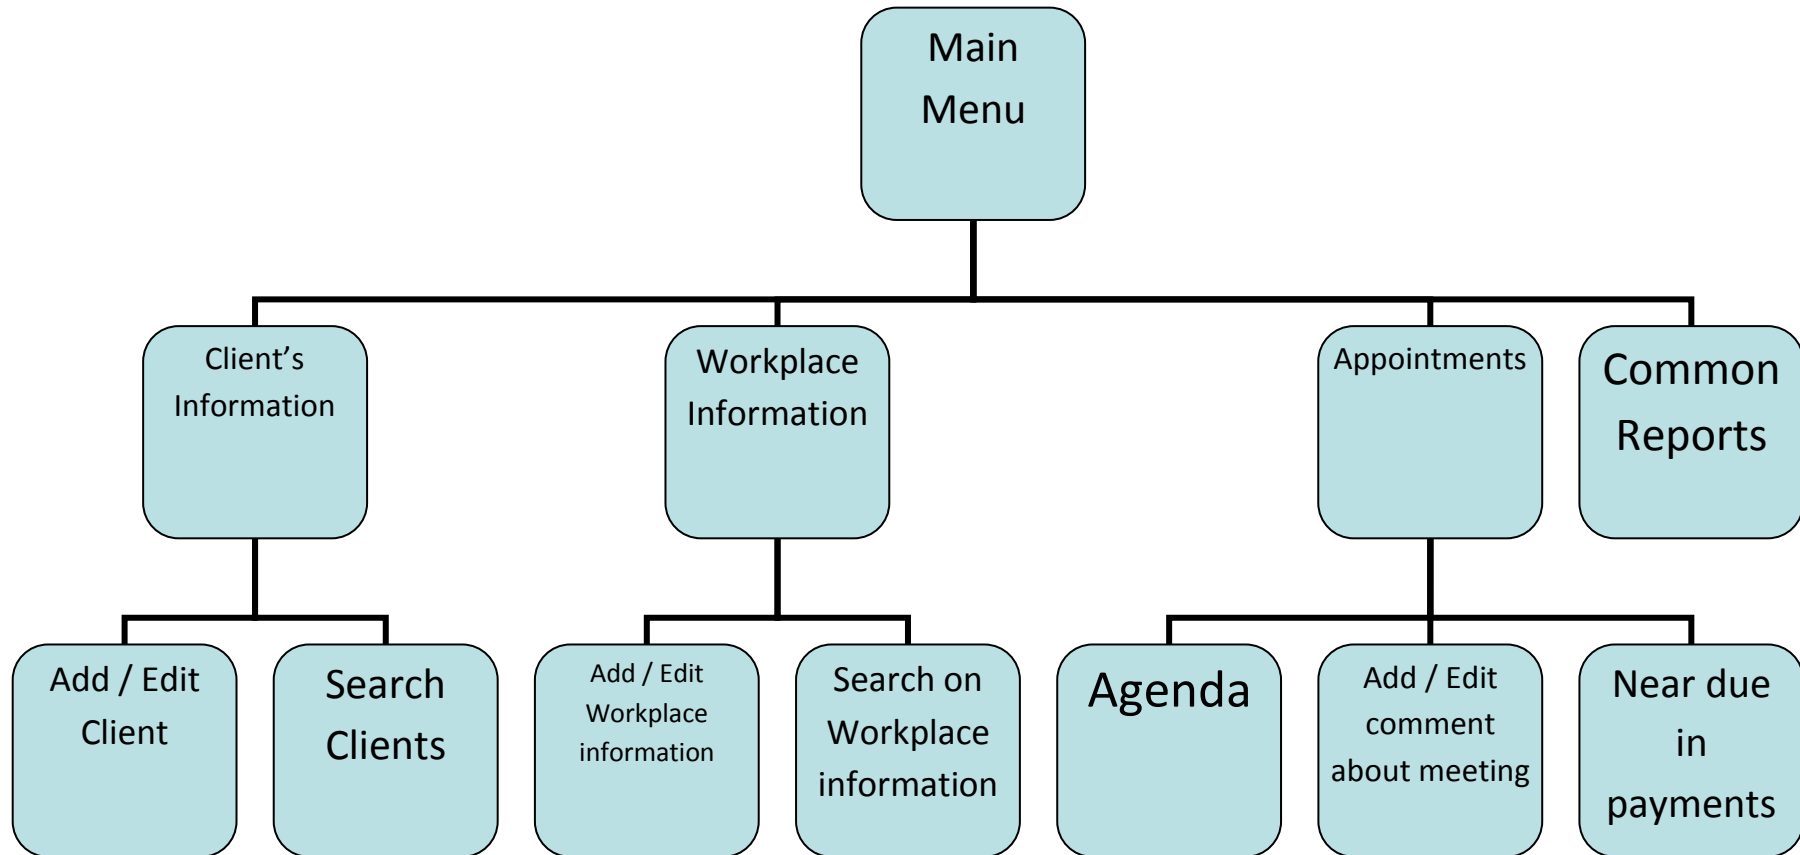 Main
Menu
Client’s
Information
Workplace
Information
Appointments
Common
Reports
Add / Edit
Client
Search
Clients
Add / Edit
Workplace
information
Search on
Workplace
information
Agenda
Add / Edit
comment
about meeting
Near due
in
payments